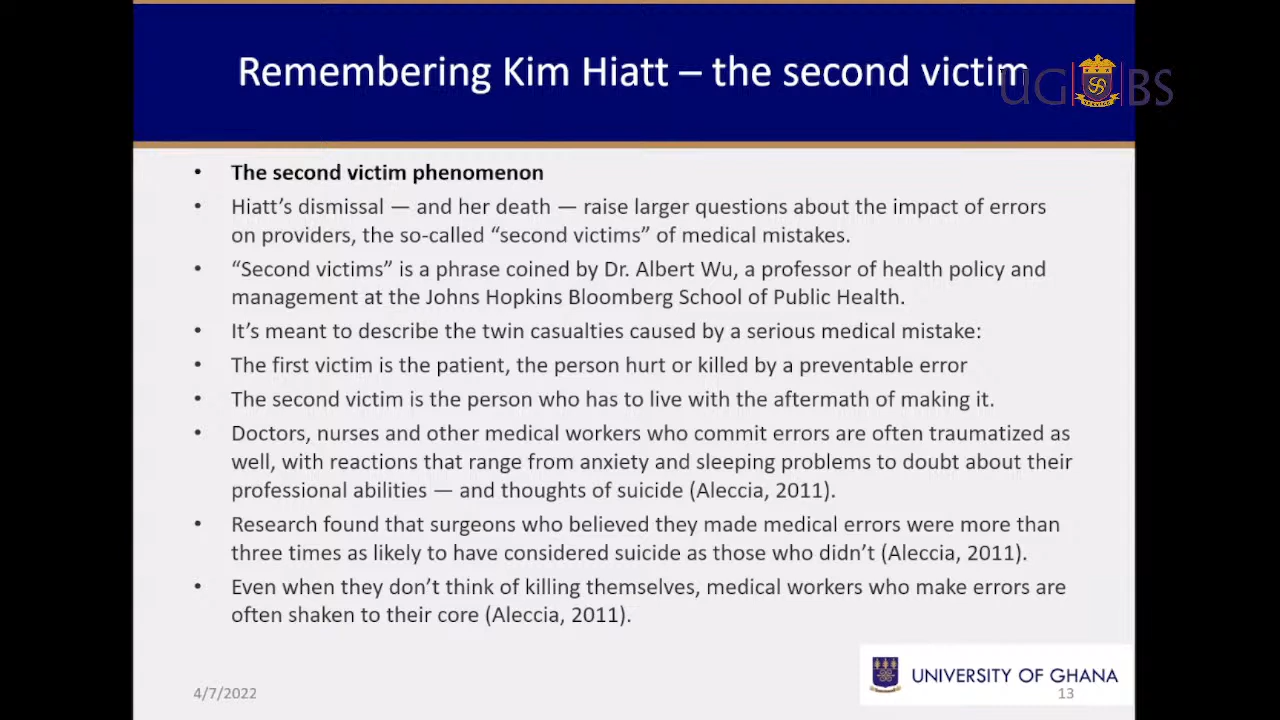 Remembering Kim Hiatt – the second victim
UG BS
• The second victim phenomenon
• Hiatt’s dismissal — and her death — raise larger questions about the impact of errors
on providers, the so-called “second victims” of medical mistakes.
• “Second victims” is a phrase coined by Dr. Albert Wu, a professor of health policy and
management at the Johns Hopkins Bloomberg School of Public Health.
• It’s meant to describe the twin casualties caused by a serious medical mistake:
• The first victim is the patient, the person hurt or killed by a preventable error
• The second victim is the person who has to live with the aftermath of making it.
• Doctors, nurses and other medical workers who commit errors are often traumatized as
well, with reactions that range from anxiety and sleeping problems to doubt about their
professional abilities — and thoughts of suicide (Aleccia, 2011).
• Research found that surgeons who believed they made medical errors were more than
three times as likely to have considered suicide as those who didn’t (Aleccia, 2011).
• Even when they don’t think of killing themselves, medical workers who make errors are
often shaken to their core (Aleccia, 2011).
UNIVERSITY OF GHANA
4/7/2022
13